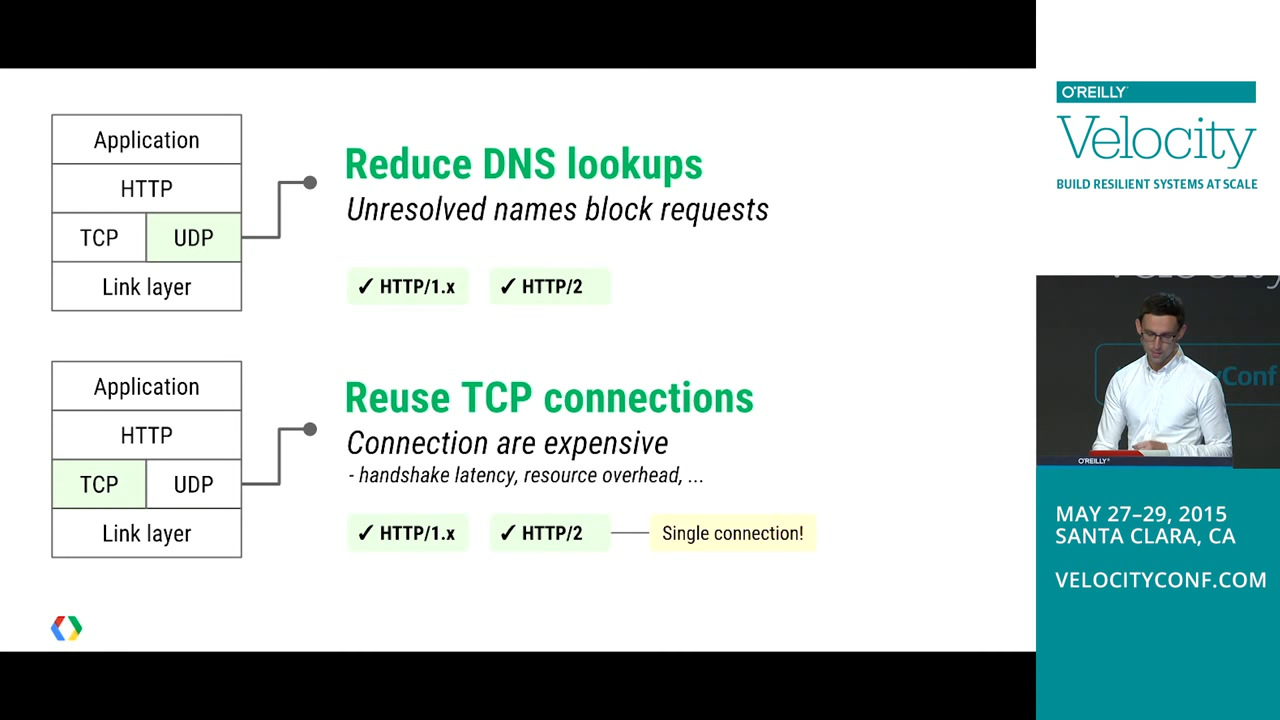 Application
HTTP
TCP UDP
Link layer
Reduce DNS lookups
Unresolved names block requests
✓ HTTP/1.x ✓ HTTP/2
Application
HTTP
TCP UDP
Link layer
Reuse TCP connections
Connection are expensive
- handshake latency, resource overhead, ...
✓ HTTP/1.x ✓ HTTP/2 Single connection!
O'REILLY
Velocity
BUILD RESILIENT SYSTEMS AT SCALE
O'REILLY
MAY 27–29, 2015
SANTA CLARA, CA
VELOCITYCONF.COM